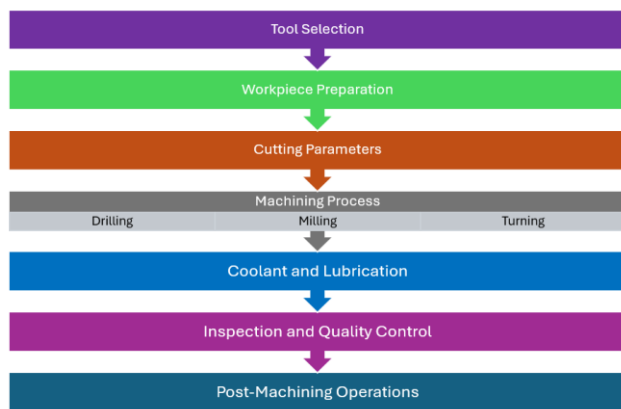 Tool Selection
Workpiece Preparation
Cutting Parameters
Machining Process
Drilling Milling Turning
Coolant and Lubrication
Inspection and Quality Control
Post-Machining Operations